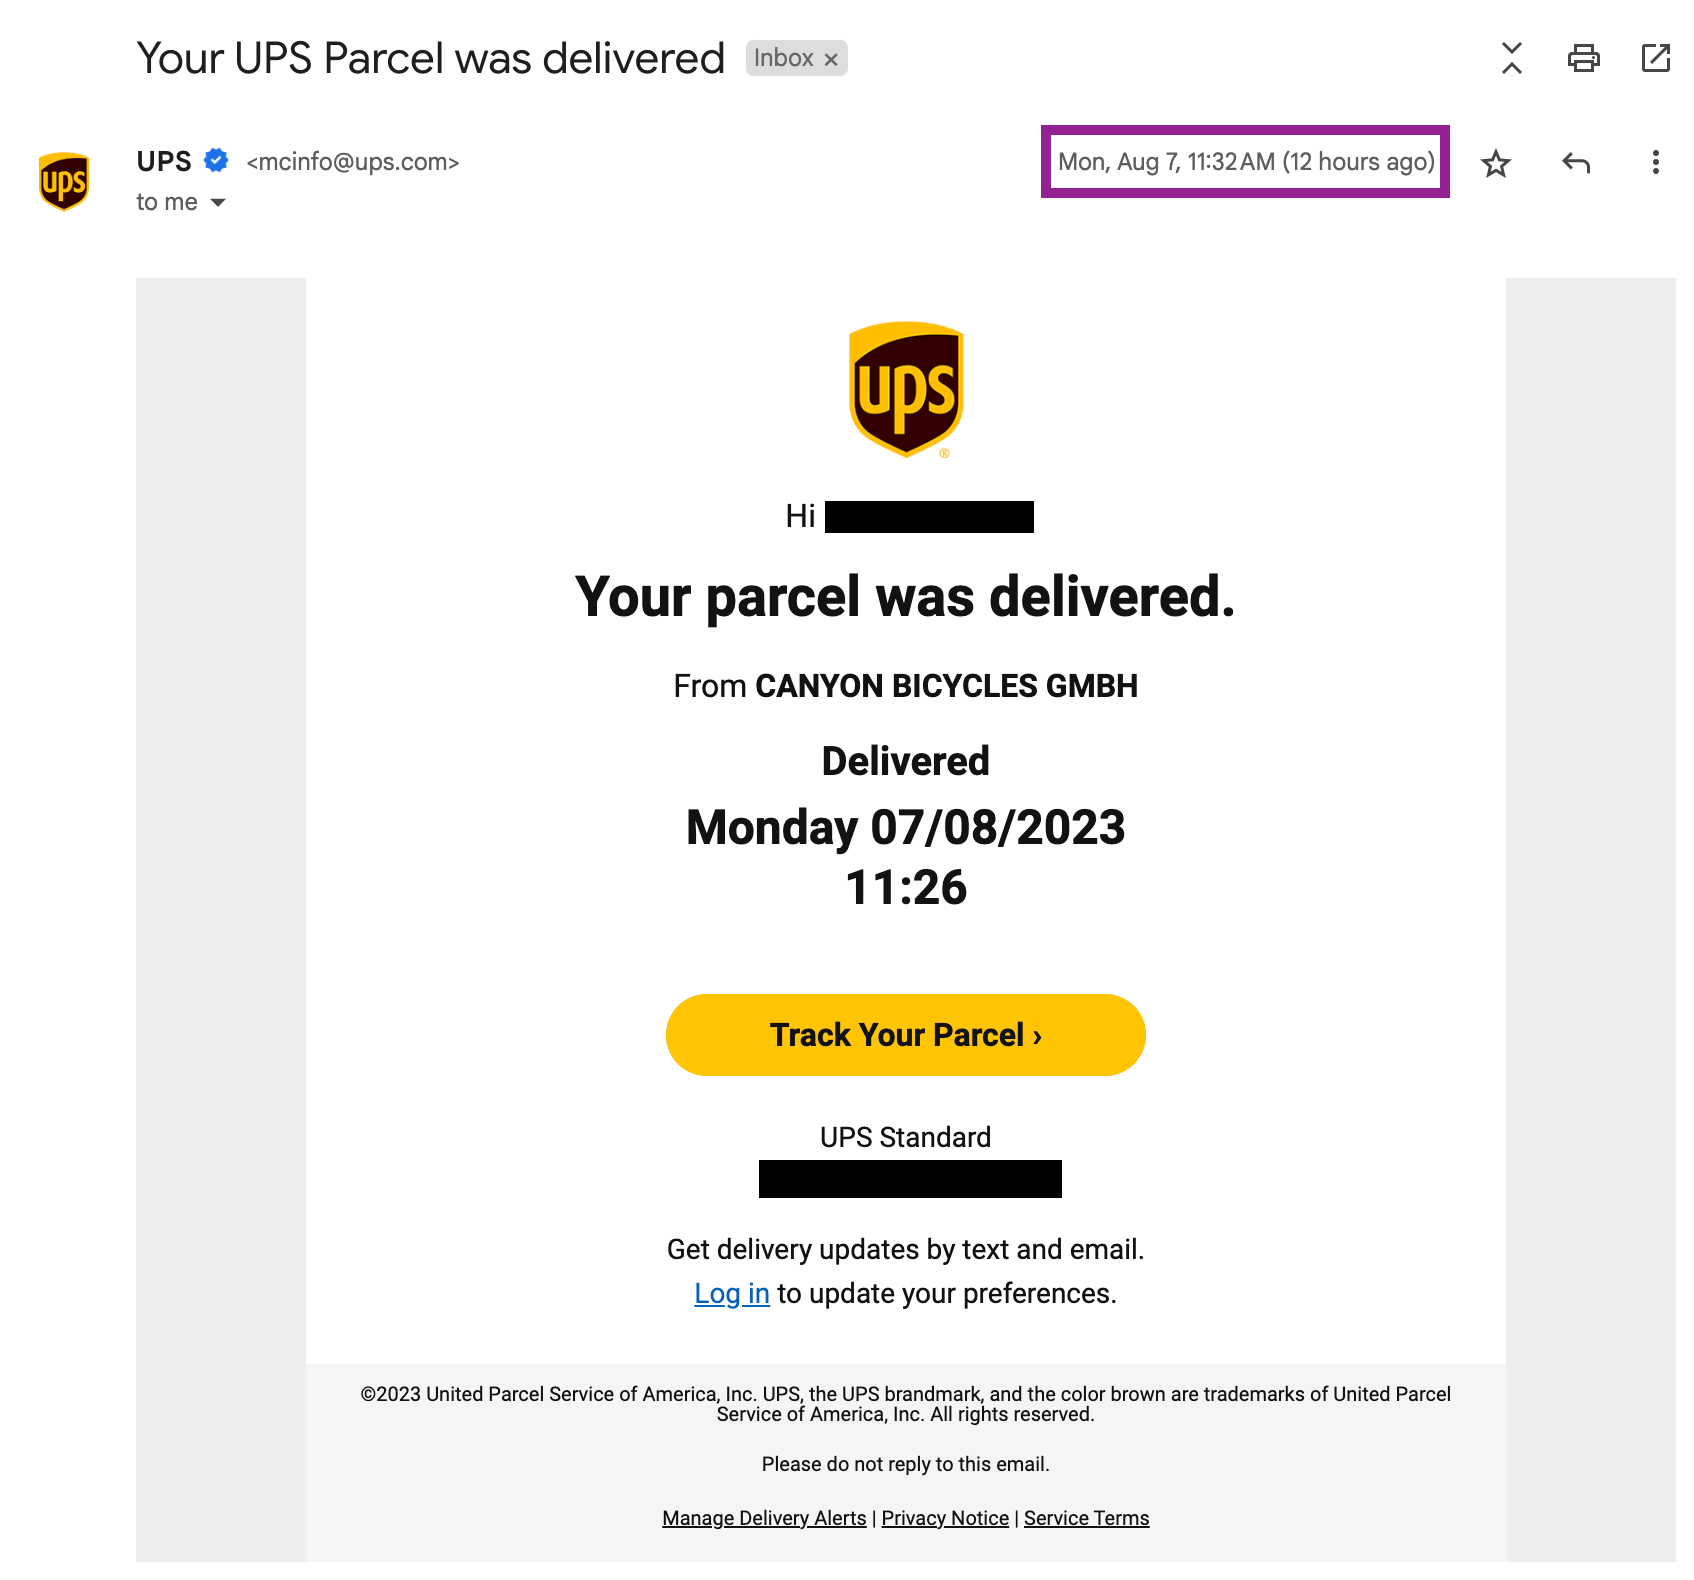 Your UPS Parcel was delivered Inbox ×
UPS <mcinfo@ups.com> Mon, Aug 7, 11:32 AM (12 hours ago)
to me
ups
ups
®
Hi
Your parcel was delivered.
From CANYON BICYCLES GMBH
Delivered
Monday 07/08/2023
11:26
Track Your Parcel ›
UPS Standard
Get delivery updates by text and email.
Log in to update your preferences.
©2023 United Parcel Service of America, Inc. UPS, the UPS brandmark, and the color brown are trademarks of United Parcel
Service of America, Inc. All rights reserved.
Please do not reply to this email.
Manage Delivery Alerts | Privacy Notice | Service Terms